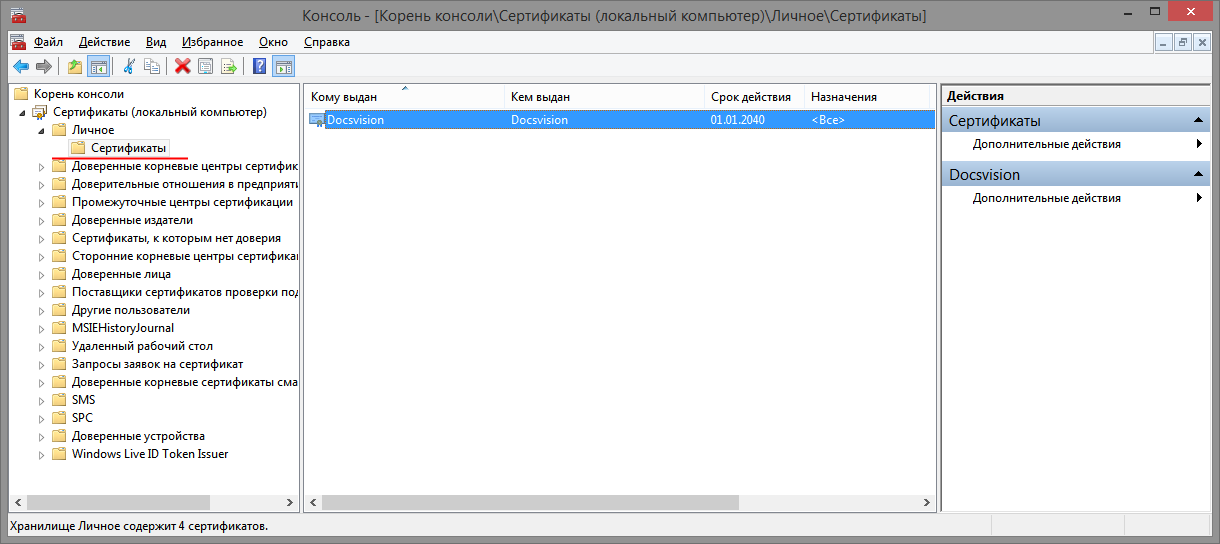 Консоль - [Корень консоли\Сертификаты (локальный компьютер)\Личное\Сертификаты]
Файл Действие Вид Избранное Окно Справка
Корень консоли
Сертификаты (локальный компьютер)
Личное
Сертификаты
Доверенные корневые центры сертифик
Доверительные отношения в предприяти
Промежуточные центры сертификации
Доверенные издатели
Сертификаты, к которым нет доверия
Сторонние корневые центры сертифика
Доверенные лица
Поставщики сертификатов проверки под
Другие пользователи
MSIEHistoryJournal
Удаленный рабочий стол
Запросы заявок на сертификат
Доверенные корневые сертификаты сма
SMS
SPC
Доверенные устройства
Windows Live ID Token Issuer
Кому выдан Кем выдан Срок действия Назначения
Docsvision Docsvision 01.01.2040 <Все>
Действия
Сертификаты
Дополнительные действия
Docsvision
Дополнительные действия
Хранилище Личное содержит 4 сертификатов.